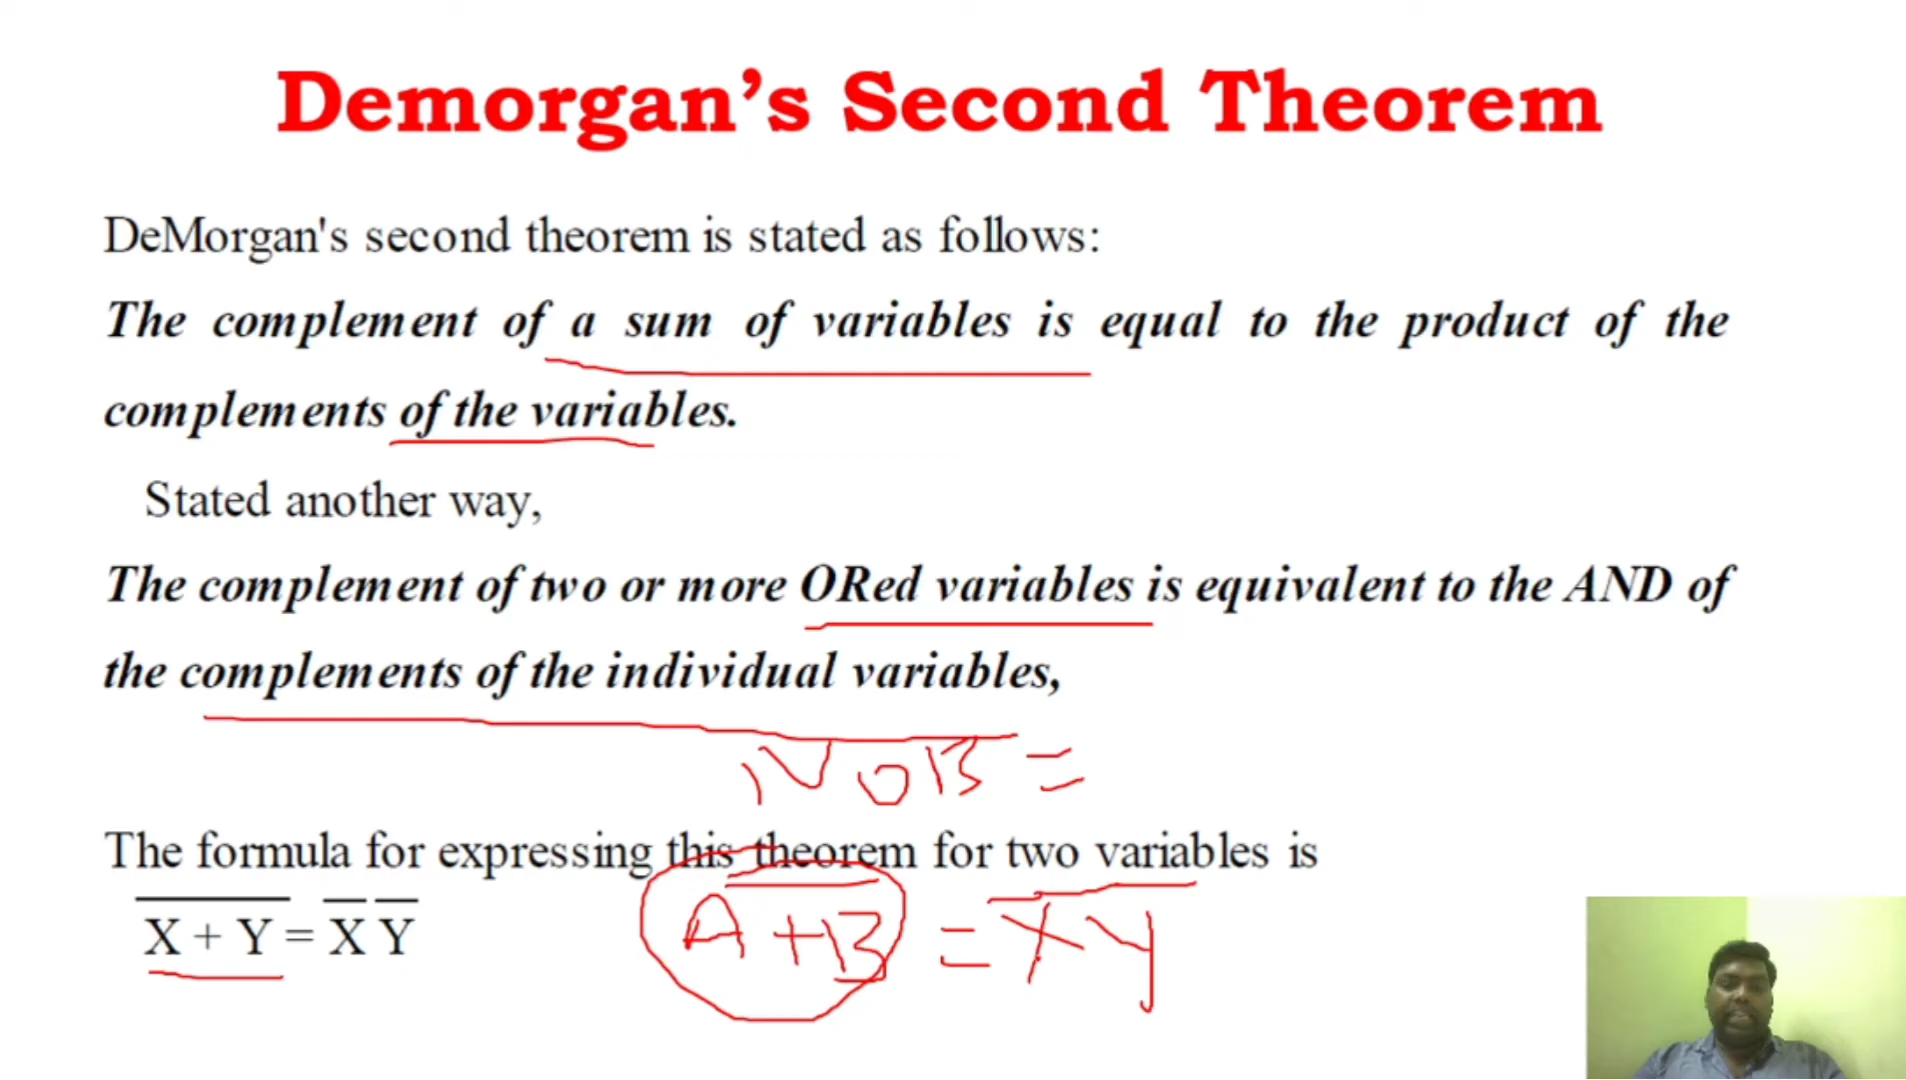 Demorgan's Second Theorem
DeMorgan's second theorem is stated as follows:
The complement of a sum of variables is equal to the product of the
complements of the variables.
Stated another way,
The complement of two or more ORed variables is equivalent to the AND of
the complements of the individual variables,
NOR =
The formula for expressing this theorem for two variables is
X̅ ̅+̅ ̅Y̅ = X̅ Y̅
A̅ ̅+̅ ̅B̅ = X̅ Y̅